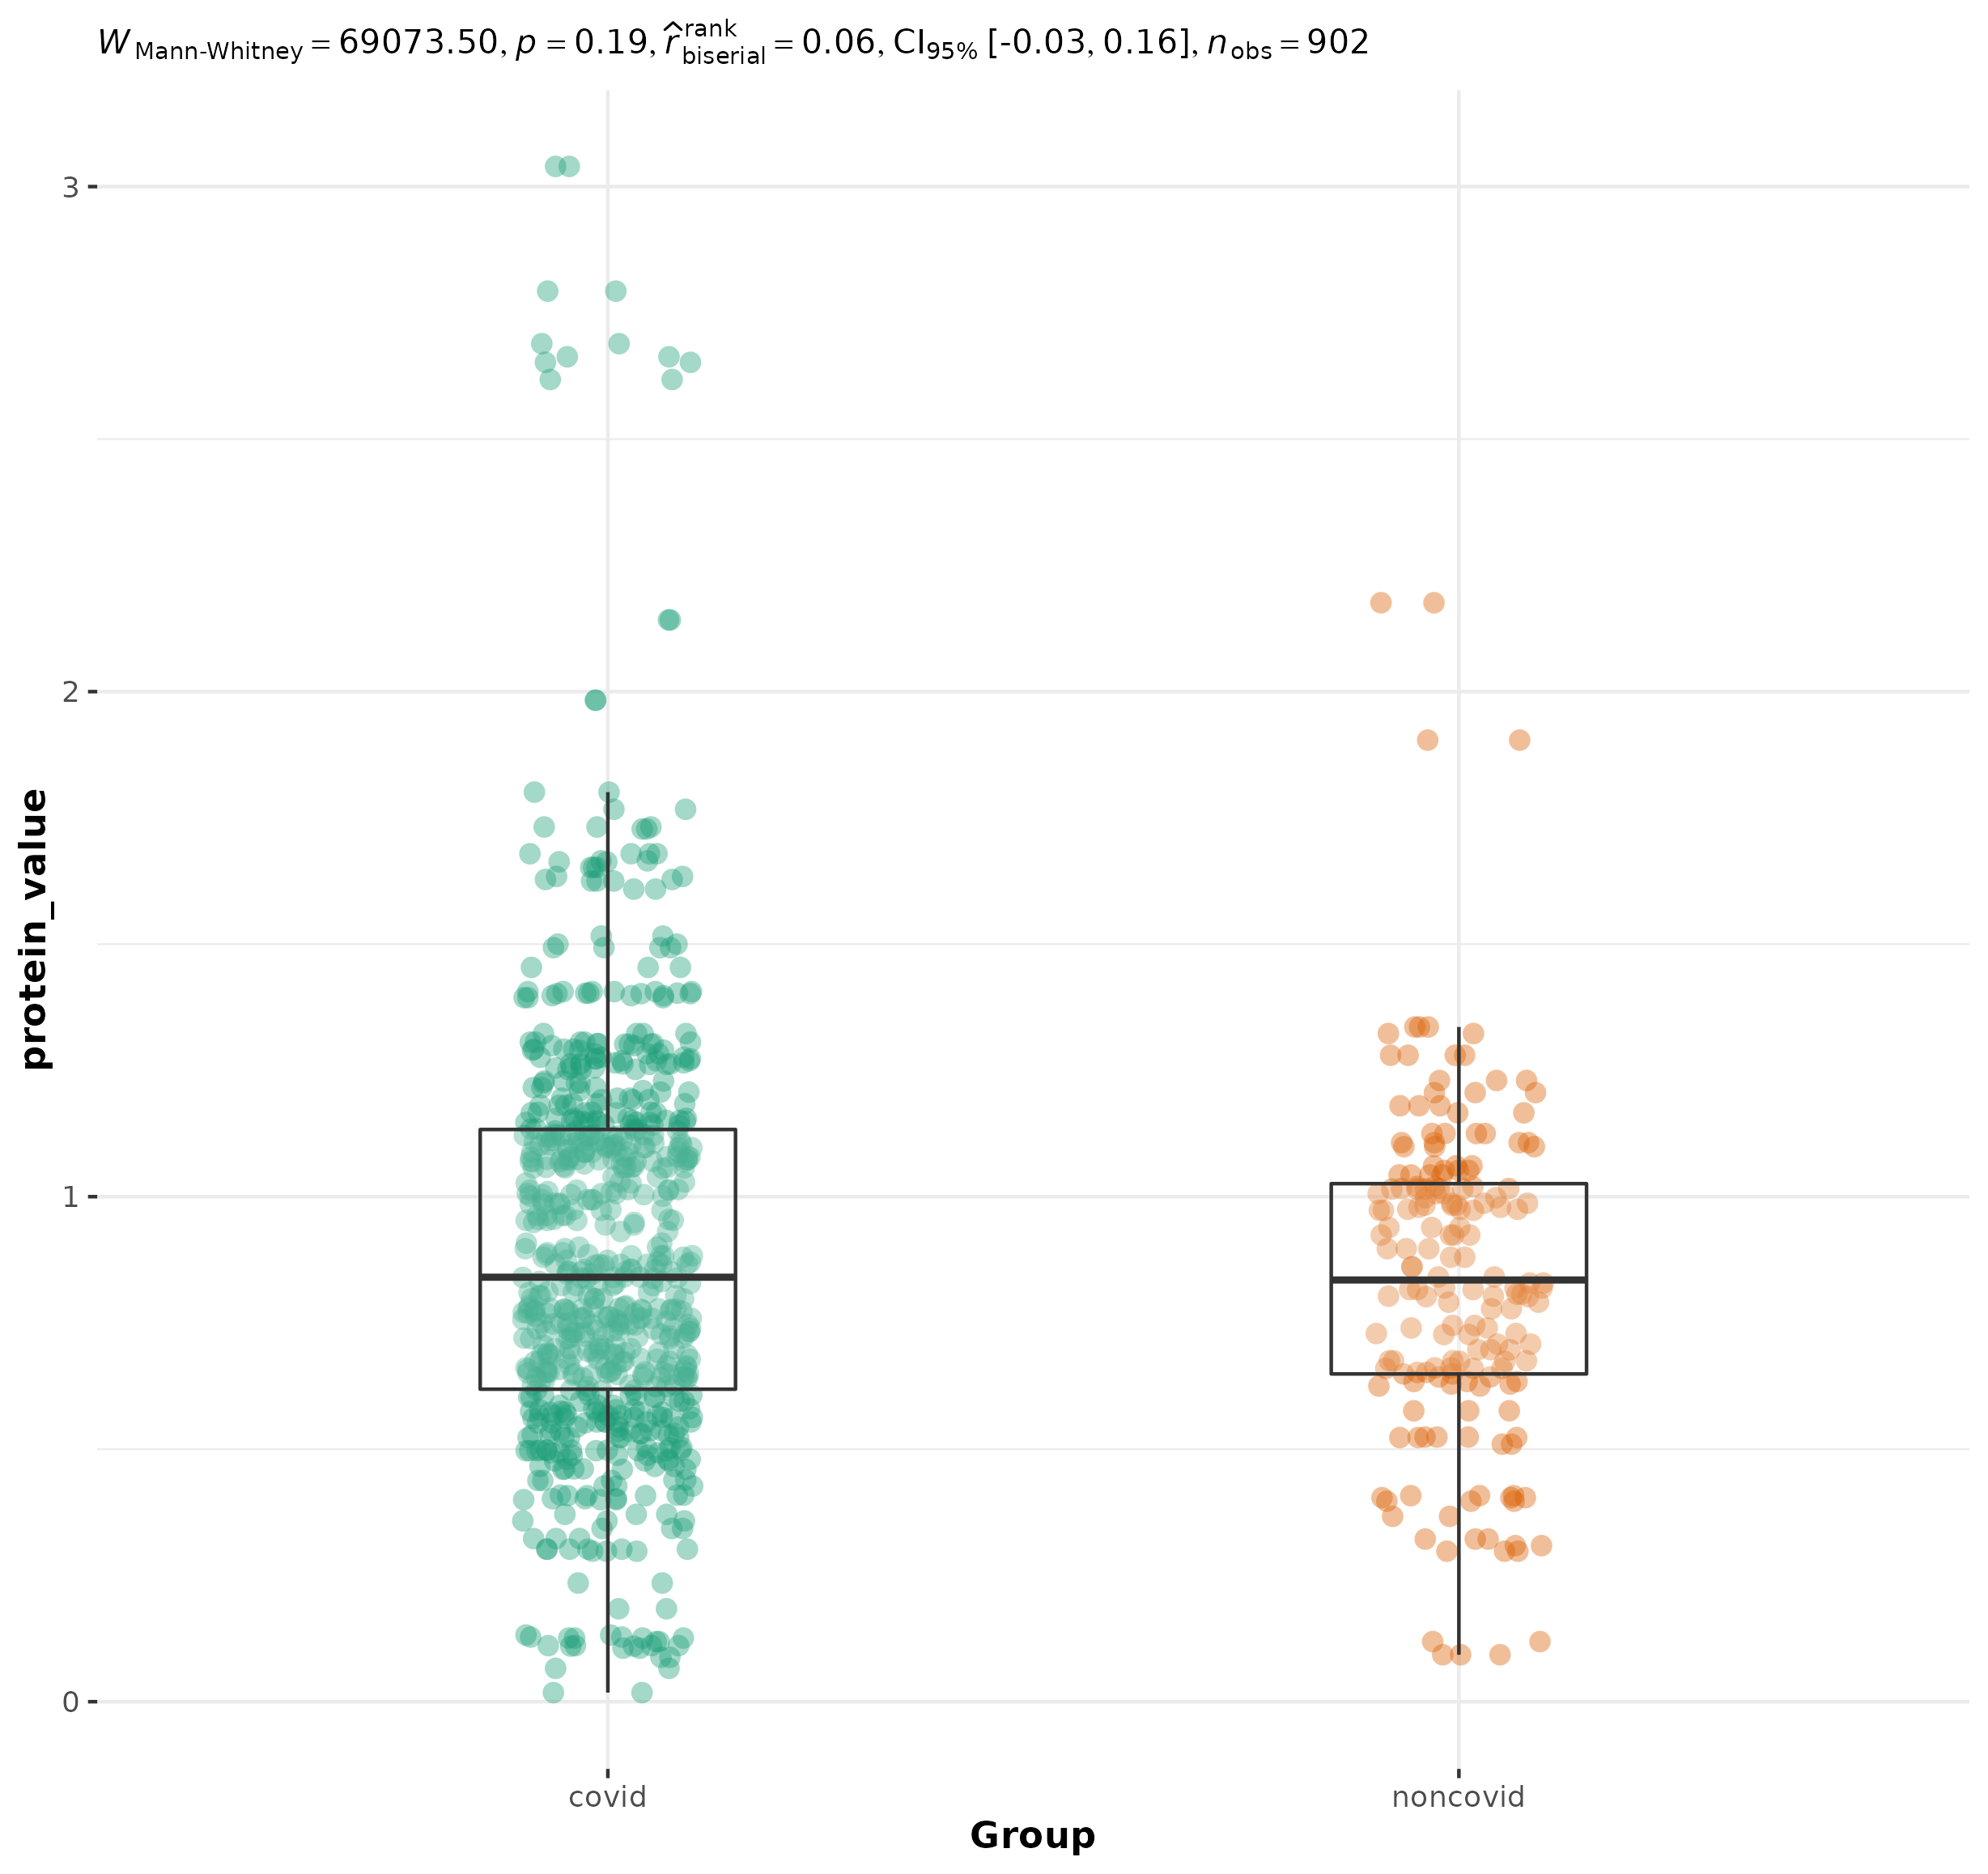 W Mann-Whitney = 69073.50, p = 0.19, r̂ rank biserial = 0.06, CI95% [-0.03, 0.16], n obs = 902
3
2
1
0
protein_value
covid noncovid
Group